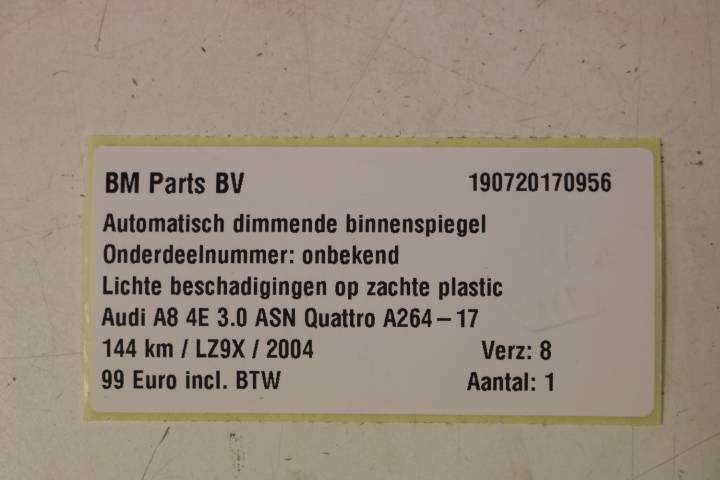 BM Parts BV 190720170956
Automatisch dimmende binnenspiegel
Onderdeelnummer: onbekend
Lichte beschadigingen op zachte plastic
Audi A8 4E 3.0 ASN Quattro A264-17
144 km / LZ9X / 2004 Verz: 8
99 Euro incl. BTW Aantal: 1